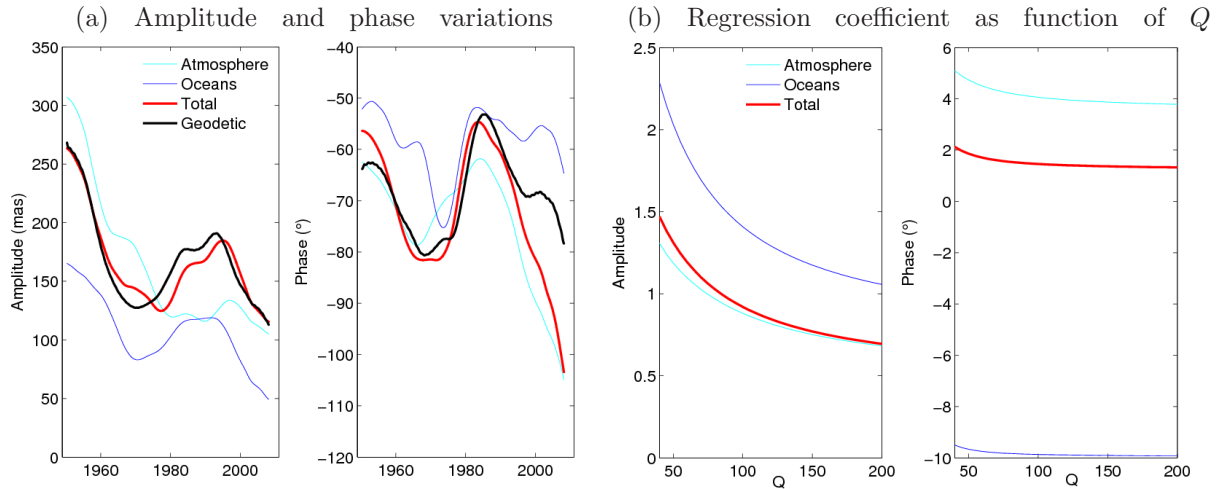 (a) Amplitude and phase variations
350
300
250
200
150
100
50
0
1960 1980 2000
Amplitude (mas)
Atmosphere
Oceans
Total
Geodetic
−40
−50
−60
−70
−80
−90
−100
−110
−120
1960 1980 2000
Phase (°)
(b) Regression coefficient as function of Q
2.5
2
1.5
1
0.5
0
50 100 150 200
Q
Amplitude
Atmosphere
Oceans
Total
6
4
2
0
−2
−4
−6
−8
−10
50 100 150 200
Q
Phase (°)